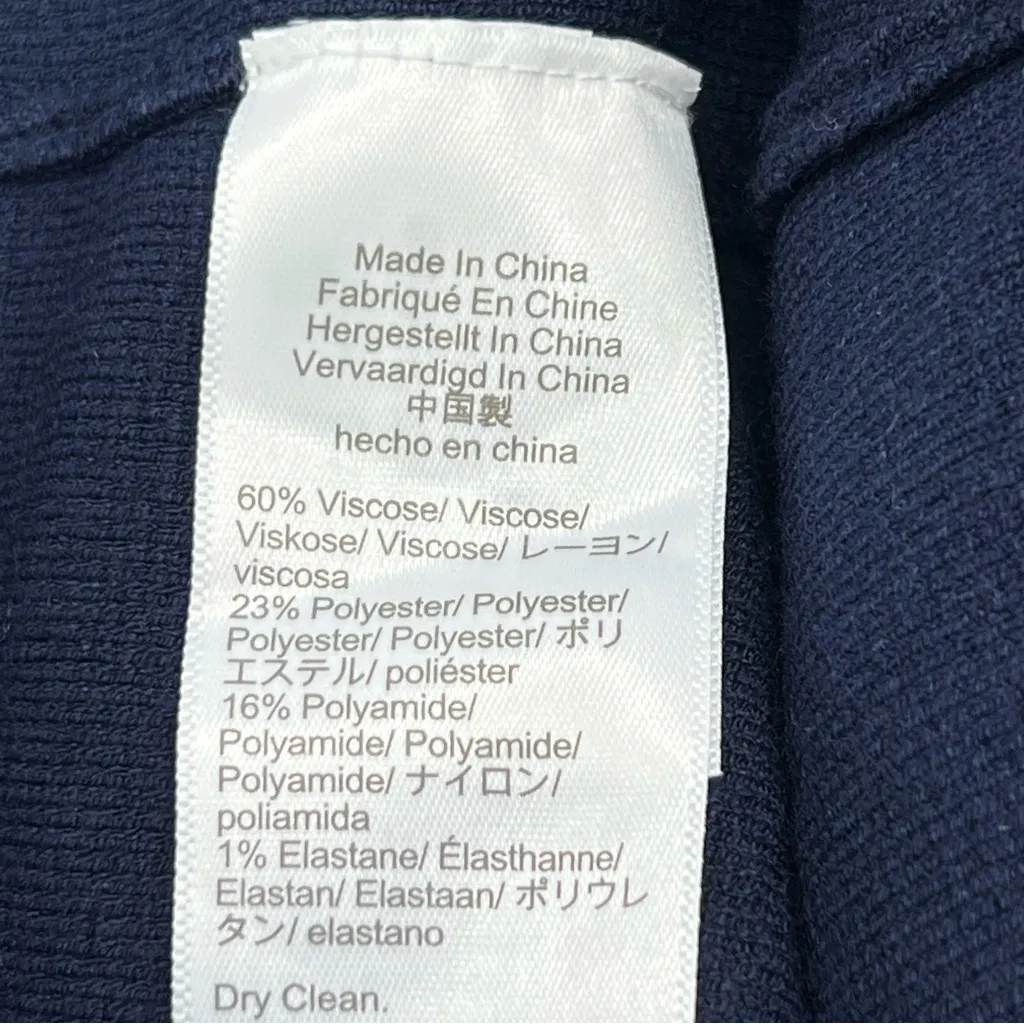 Made In China
Fabriqué En Chine
Hergestellt In China
Vervaardigd In China
中国製
hecho en china
60% Viscose/ Viscose/
Viskose/ Viscose/ レーヨン/
viscosa
23% Polyester/ Polyester/
Polyester/ Polyester/ ポリ
エステル/ poliéster
16% Polyamide/
Polyamide/ Polyamide/
Polyamide/ ナイロン/
poliamida
1% Elastane/ Élasthanne/
Elastan/ Elastaan/ ポリウレ
タン/ elastano
Dry Clean.